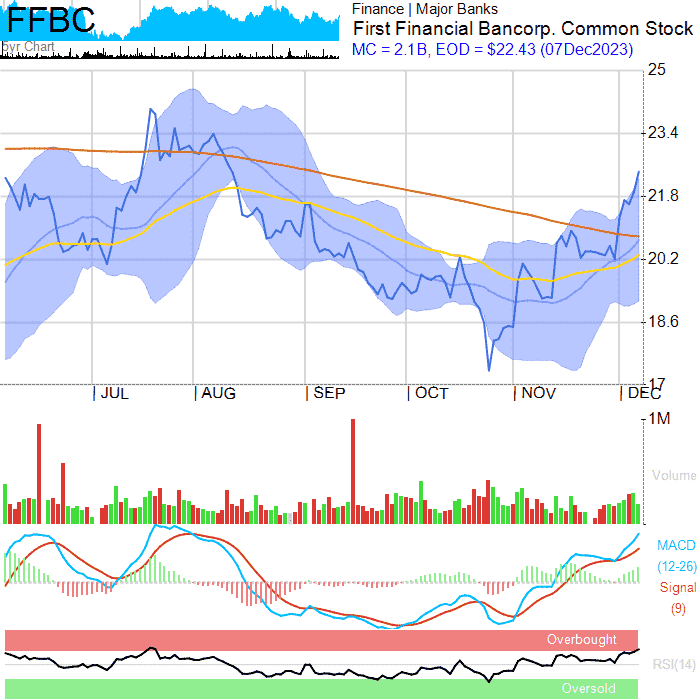 FFBC
byr Chart
Finance | Major Banks
First Financial Bancorp. Common Stock
MC = 2.1B, EOD = $22.43 (07Dec2023)
25
23.4
21.8
20.2
18.6
17
| JUL | AUG | SEP | OCT | NOV | DEC
1M
Volume
MACD
(12-26)
Signal
(9)
Overbought
RSI(14)
Oversold